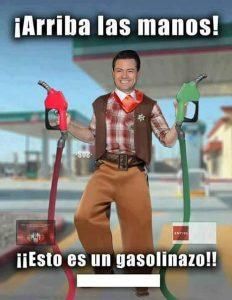 ¡Arriba las manos!
¡¡Esto es un gasolinazo!!